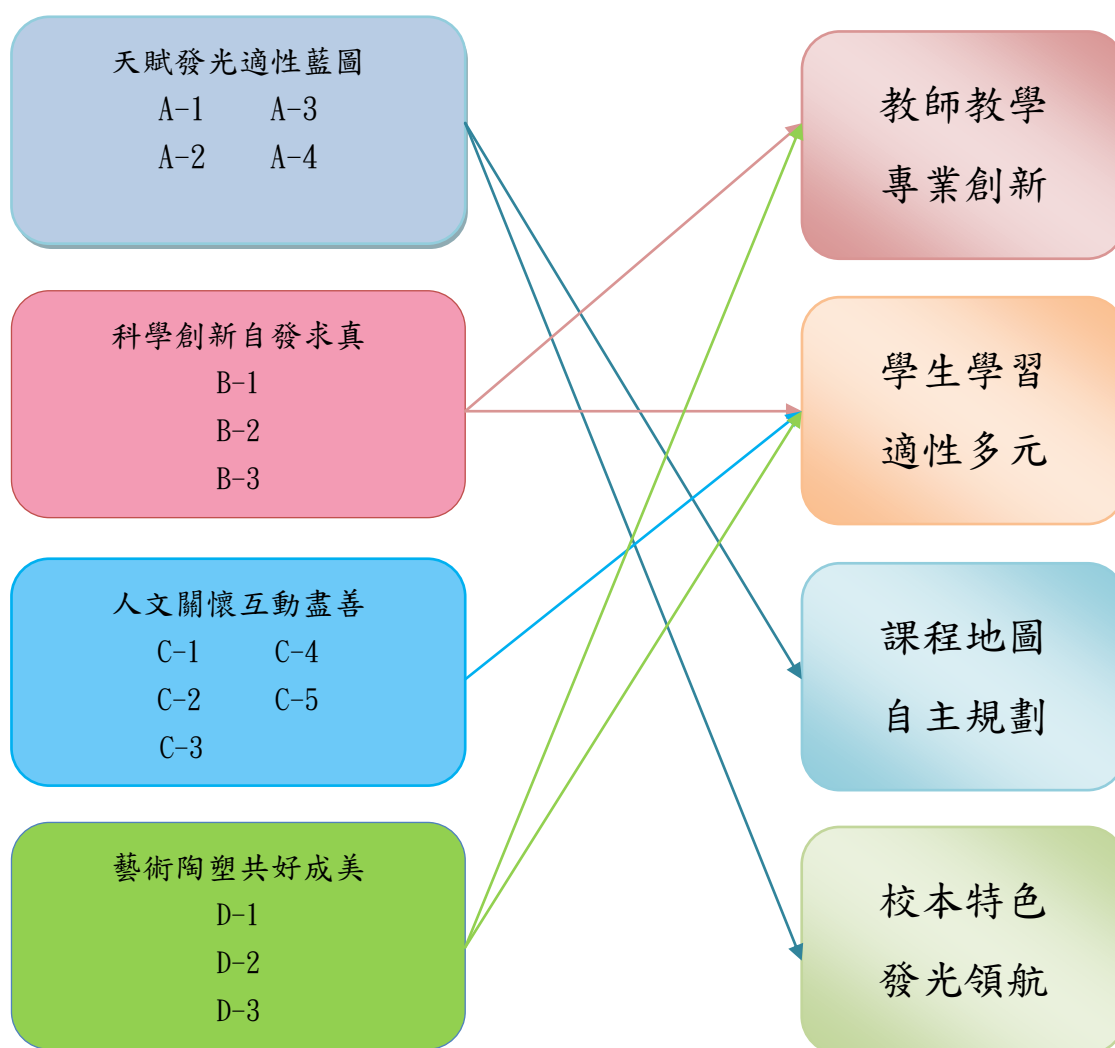 天賦發光適性藍圖
A-1 A-3
A-2 A-4
科學創新自發求真
B-1
B-2
B-3
人文關懷互動盡善
C-1 C-4
C-2 C-5
C-3
藝術陶塑共好成美
D-1
D-2
D-3
教師教學
專業創新
學生學習
適性多元
課程地圖
自主規劃
校本特色
發光領航